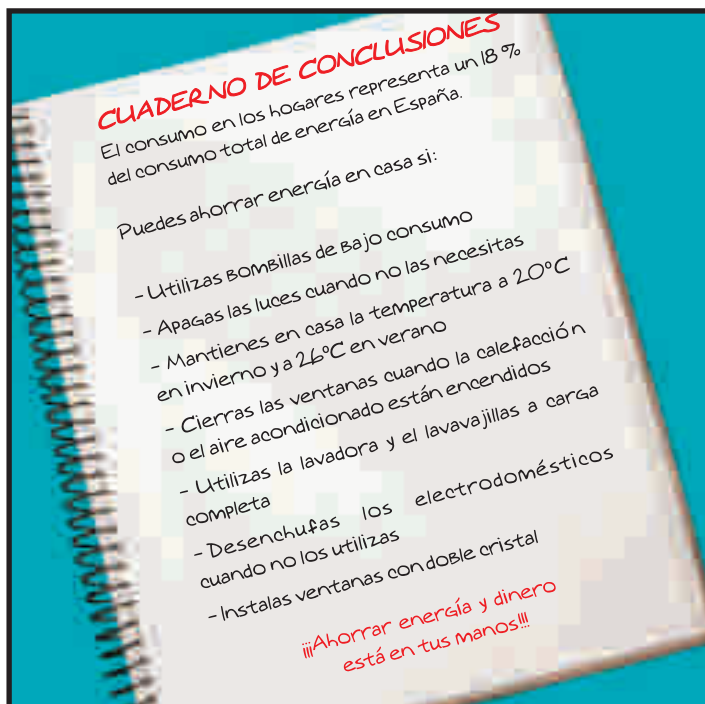 CUADERNO DE CONCLUSIONES
El consumo en los hogares representa un 18 %
del consumo total de energía en España.
Puedes ahorrar energía en casa si:
- Utilizas bombillas de bajo consumo
- Apagas las luces cuando no las necesitas
- Mantienes en casa la temperatura a 20ºC
en invierno y a 26ºC en verano
- Cierras las ventanas cuando la calefacción
o el aire acondicionado están encendidos
- Utilizas la lavadora y el lavavajillas a carga
completa
- Desenchufas los electrodomésticos
cuando no los utilizas
- Instalas ventanas con doble cristal
¡¡¡Ahorrar energía y dinero
está en tus manos!!!